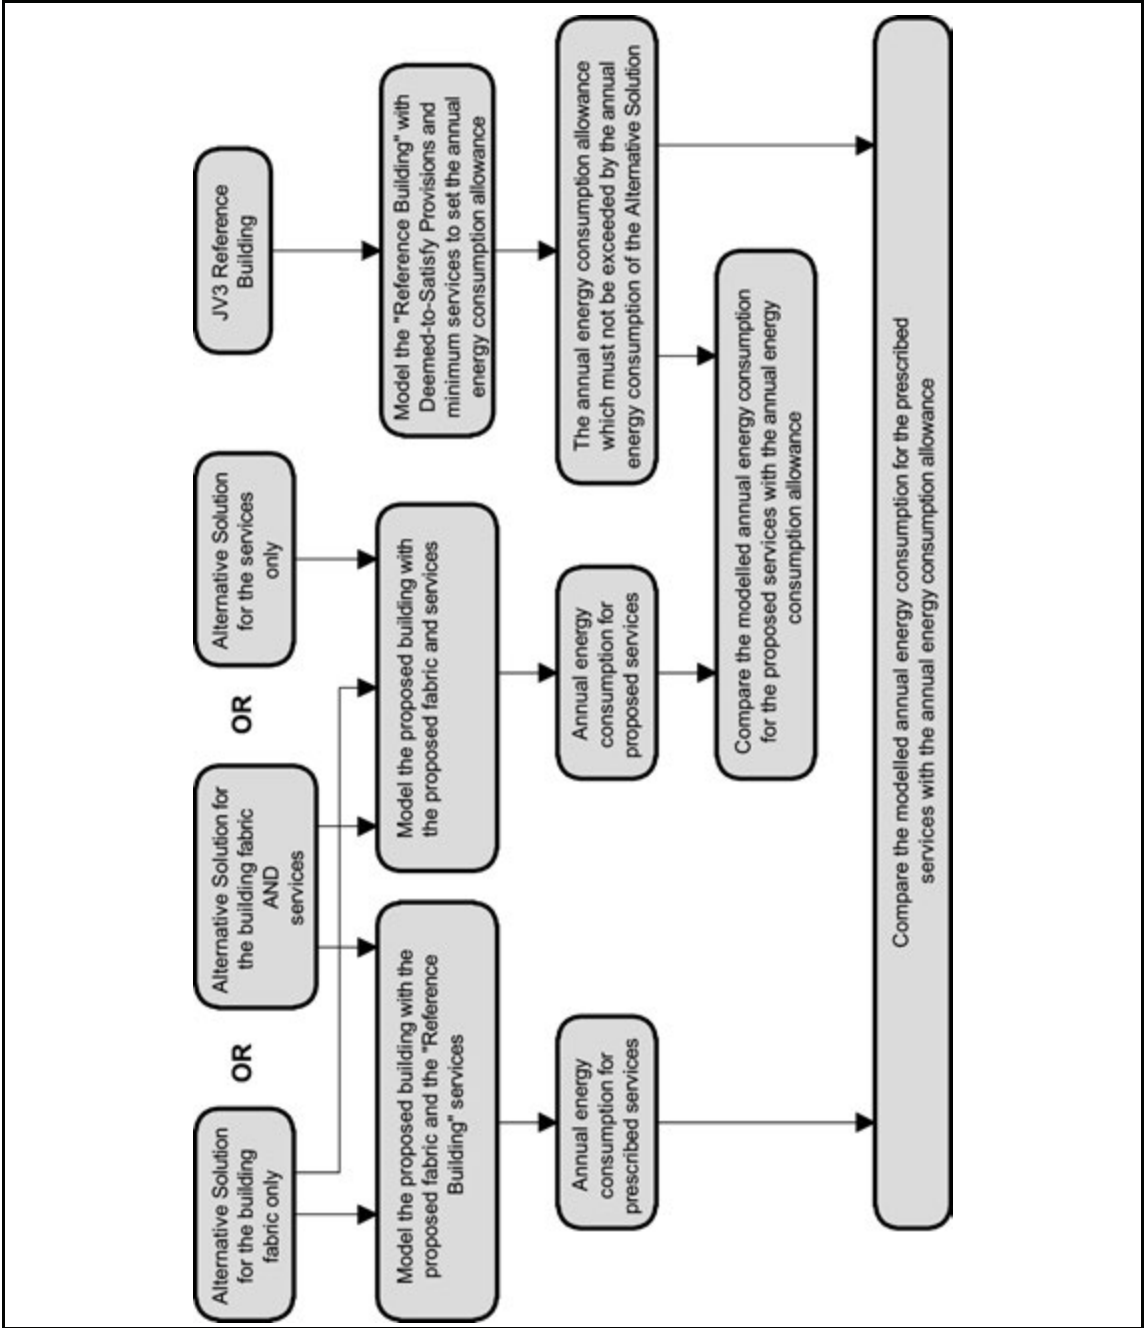 Alternative Solution
for the building
fabric only
OR
Alternative Solution for
the building fabric
AND
services
OR
Alternative Solution
for the services
only
JV3 Reference
Building
Model the proposed building with the
proposed fabric and the "Reference
Building" services
Model the proposed building with
the proposed fabric and services
Model the "Reference Building" with
Deemed-to-Satisfy Provisions and
minimum services to set the annual
energy consumption allowance
Annual energy
consumption for
prescribed services
Annual energy
consumption for
proposed services
The annual energy consumption allowance
which must not be exceeded by the annual
energy consumption of the Alternative Solution
Compare the modelled annual energy consumption
for the proposed services with the annual energy
consumption allowance
Compare the modelled annual energy consumption for the prescribed
services with the annual energy consumption allowance